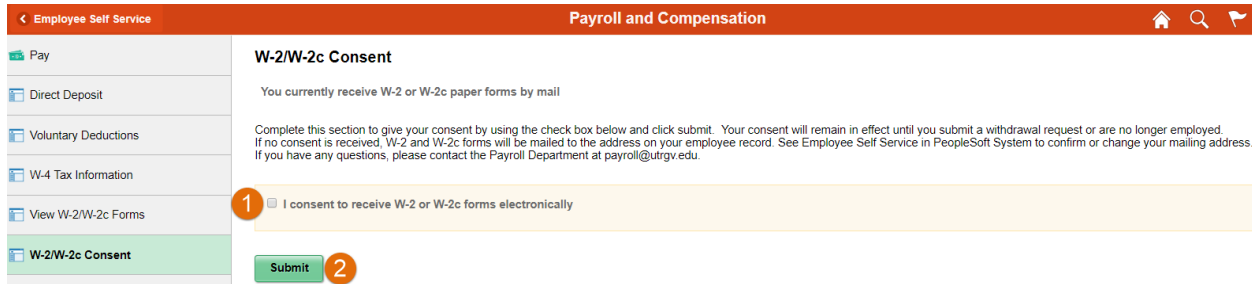 Employee Self Service
Payroll and Compensation
Pay
Direct Deposit
Voluntary Deductions
W-4 Tax Information
View W-2/W-2c Forms
W-2/W-2c Consent
W-2/W-2c Consent
You currently receive W-2 or W-2c paper forms by mail
Complete this section to give your consent by using the check box below and click submit. Your consent will remain in effect until you submit a withdrawal request or are no longer employed.
If no consent is received, W-2 and W-2c forms will be mailed to the address on your employee record. See Employee Self Service in PeopleSoft System to confirm or change your mailing address.
If you have any questions, please contact the Payroll Department at payroll@utrgv.edu.
1
I consent to receive W-2 or W-2c forms electronically
Submit
2